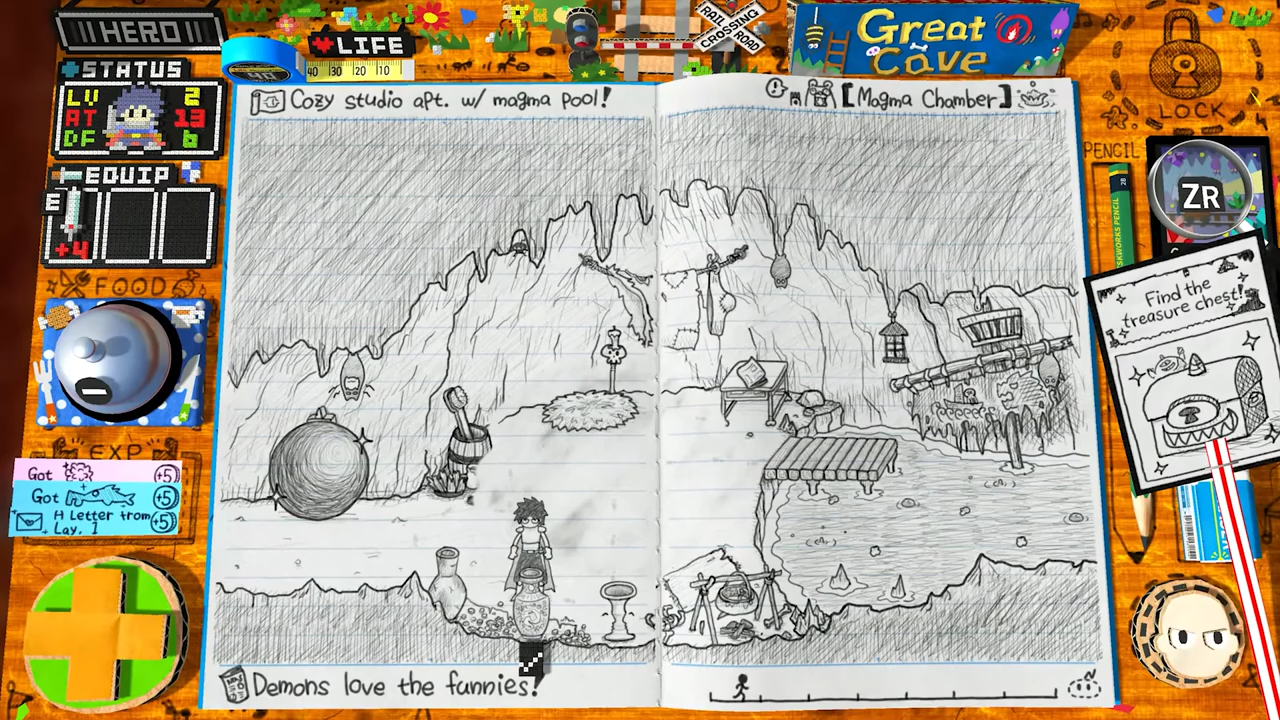 HERO
STATUS
LV 2
AT 13
DF 6
EQUIP
E
+4
FOOD
EXP
Got (+5)
Got (+5)
A Letter from Lay. 1 (+5)
LIFE
40 30 20 10
RAIL CROSSING ROAD
Great
Cave
Cozy studio apt. w/ magma pool!
[Magma Chamber]
Demons love the funnies!
LOCK
PENCIL
2B
ZR
Find the
treasure chest!